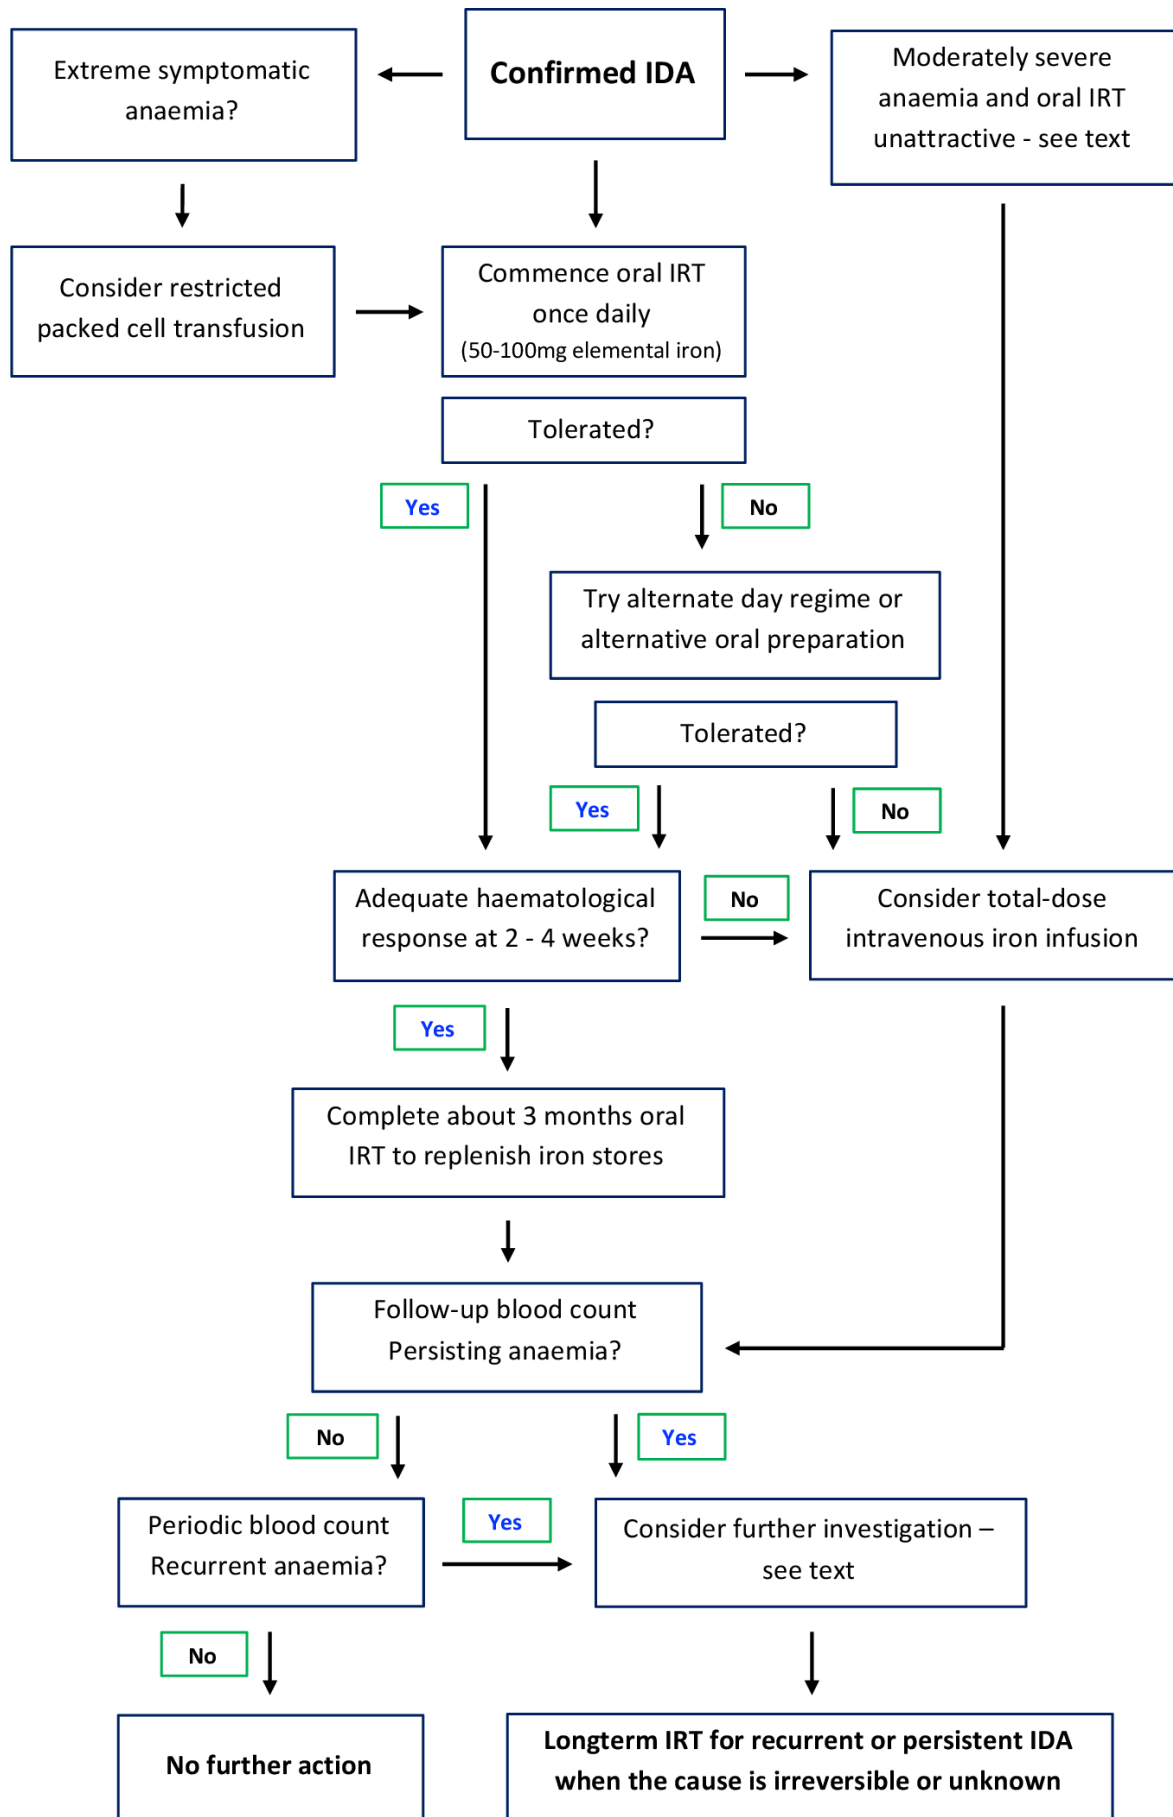 Extreme symptomatic
anaemia?
Confirmed IDA
Moderately severe
anaemia and oral IRT
unattractive - see text
Consider restricted
packed cell transfusion
Commence oral IRT
once daily
(50-100mg elemental iron)
Tolerated?
Yes
No
Try alternate day regime or
alternative oral preparation
Tolerated?
Yes
No
Adequate haematological
response at 2 - 4 weeks?
No
Consider total-dose
intravenous iron infusion
Yes
Complete about 3 months oral
IRT to replenish iron stores
Follow-up blood count
Persisting anaemia?
No
Yes
Periodic blood count
Recurrent anaemia?
Yes
Consider further investigation –
see text
No
No further action
Longterm IRT for recurrent or persistent IDA
when the cause is irreversible or unknown